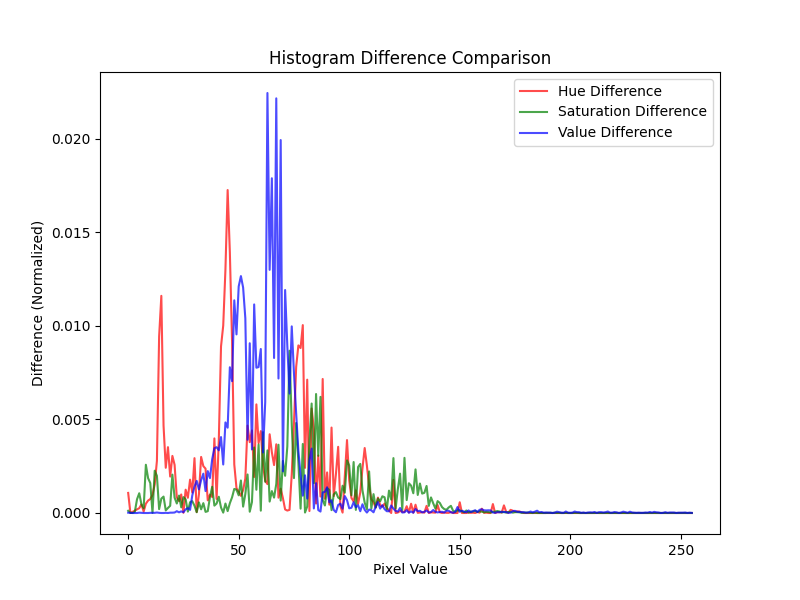 Histogram Difference Comparison
Hue Difference
Saturation Difference
Value Difference
Difference (Normalized)
0.020
0.015
0.010
0.005
0.000
0 50 100 150 200 250
Pixel Value